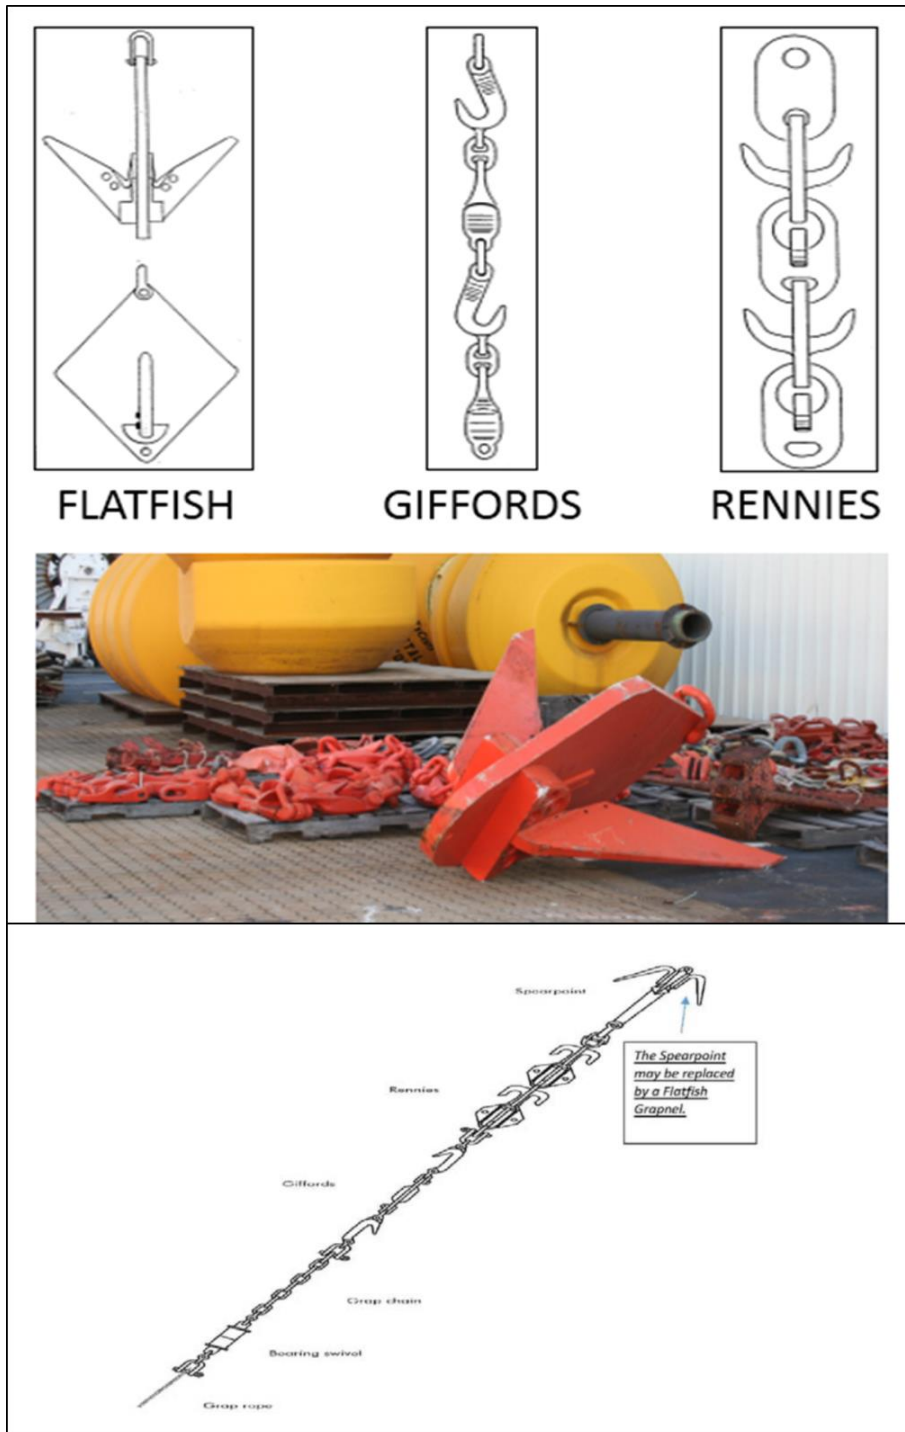 FLATFISH
GIFFORDS
RENNIES
Spearpoint
The Spearpoint
may be replaced
by a Flatfish
Grapnel.
Rennies
Giffords
Grap chain
Bearing swivel
Grap rope